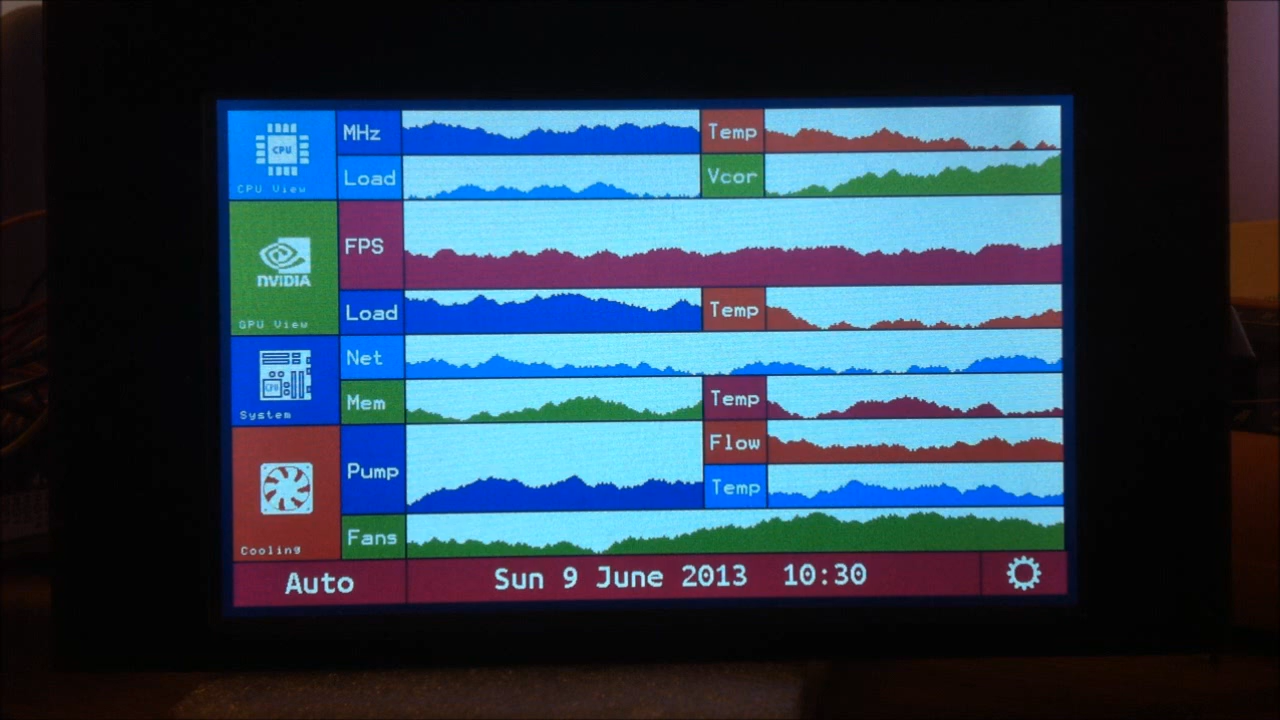 CPU
CPU View
MHz
Temp
Load
Vcor
NVIDIA
GPU View
FPS
Load
Temp
CPU
System
Net
Mem
Temp
Cooling
Pump
Flow
Temp
Fans
Auto
Sun 9 June 2013 10:30